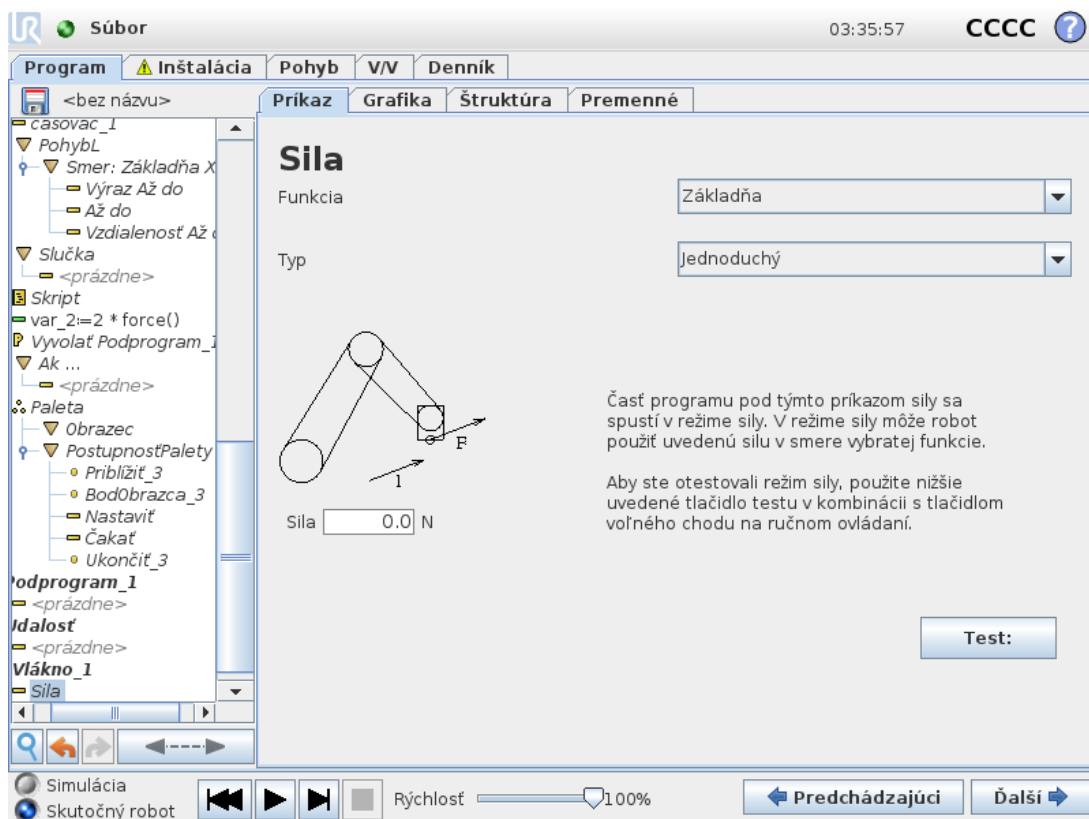 UR
Súbor
03:35:57
CCCC
?
Program
Inštalácia
Pohyb
V/V
Denník
<bez názvu>
Príkaz
Grafika
Štruktúra
Premenné
casovac_1
PohybL
Smer: Základňa X
Výraz Až do
Až do
Vzdialenosť Až
Slučka
<prázdne>
Skript
var_2:=2 * force()
Vyvolať Podprogram_1
Ak ...
<prázdne>
Paleta
Obrazec
PostupnosťPalety
Priblížiť_3
BodObrazca_3
Nastaviť
Čakať
Ukončiť_3
Podprogram_1
<prázdne>
Udalosť
<prázdne>
Vlákno_1
Sila
Sila
Funkcia
Základňa
Typ
Jednoduchý
F
1
Sila 0.0 N
Časť programu pod týmto príkazom sily sa
spustí v režime sily. V režime sily môže robot
použiť uvedenú silu v smere vybratej funkcie.
Aby ste otestovali režim sily, použite nižšie
uvedené tlačidlo testu v kombinácii s tlačidlom
voľného chodu na ručnom ovládaní.
Test:
Simulácia
Skutočný robot
Rýchlosť
100%
Predchádzajúci
Ďalší